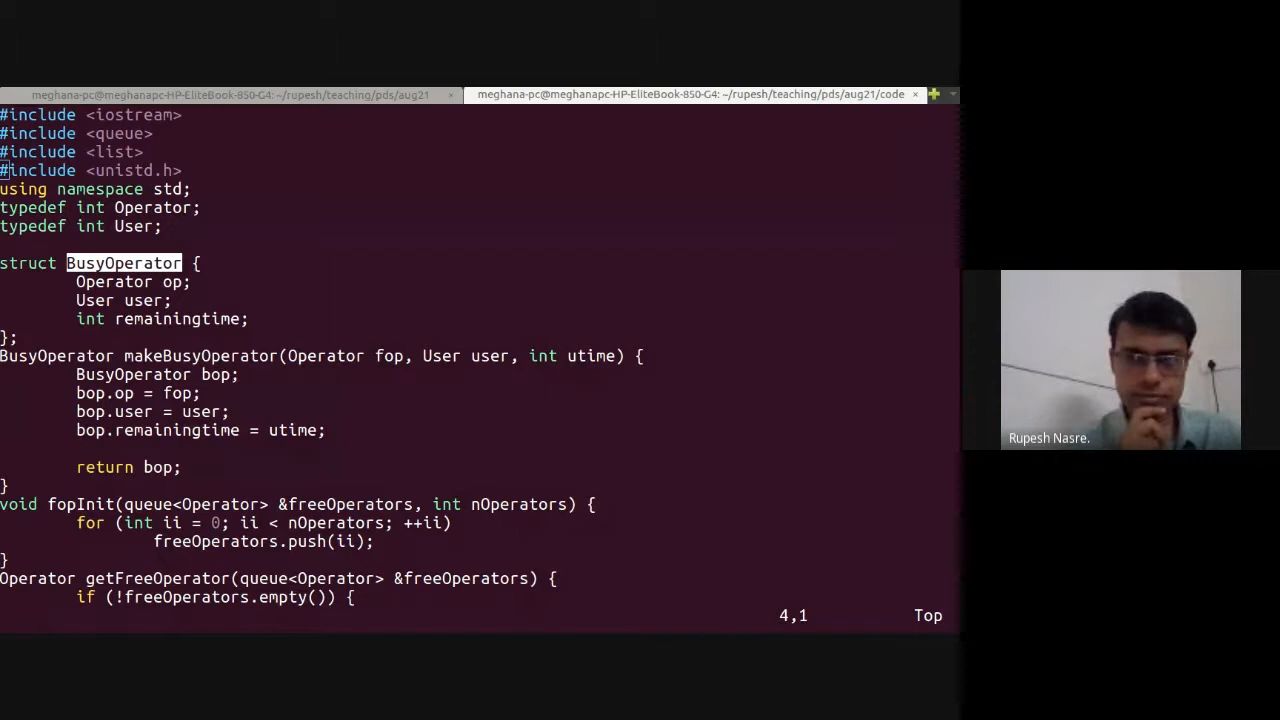 meghana-pc@meghanapc-HP-EliteBook-850-G4: ~/rupesh/teaching/pds/aug21 ×
meghana-pc@meghanapc-HP-EliteBook-850-G4: ~/rupesh/teaching/pds/aug21/code ×
#include <iostream>
#include <queue>
#include <list>
#include <unistd.h>
using namespace std;
typedef int Operator;
typedef int User;
struct BusyOperator {
Operator op;
User user;
int remainingtime;
};
BusyOperator makeBusyOperator(Operator fop, User user, int utime) {
BusyOperator bop;
bop.op = fop;
bop.user = user;
bop.remainingtime = utime;
return bop;
}
void fopInit(queue<Operator> &freeOperators, int nOperators) {
for (int ii = 0; ii < nOperators; ++ii)
freeOperators.push(ii);
}
Operator getFreeOperator(queue<Operator> &freeOperators) {
if (!freeOperators.empty()) {
4,1 Top
Rupesh Nasre.